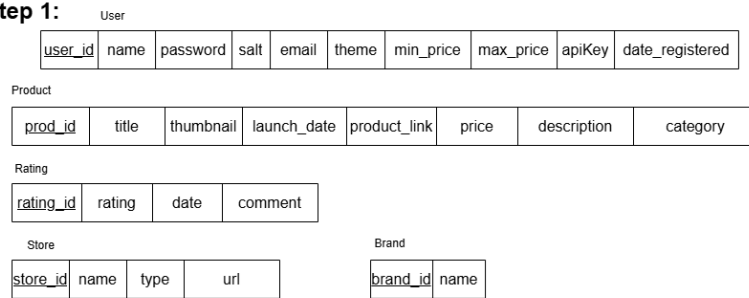 tep 1:
User
user_id name password salt email theme min_price max_price apiKey date_registered
Product
prod_id title thumbnail launch_date product_link price description category
Rating
rating_id rating date comment
Store Brand
store_id name type url brand_id name